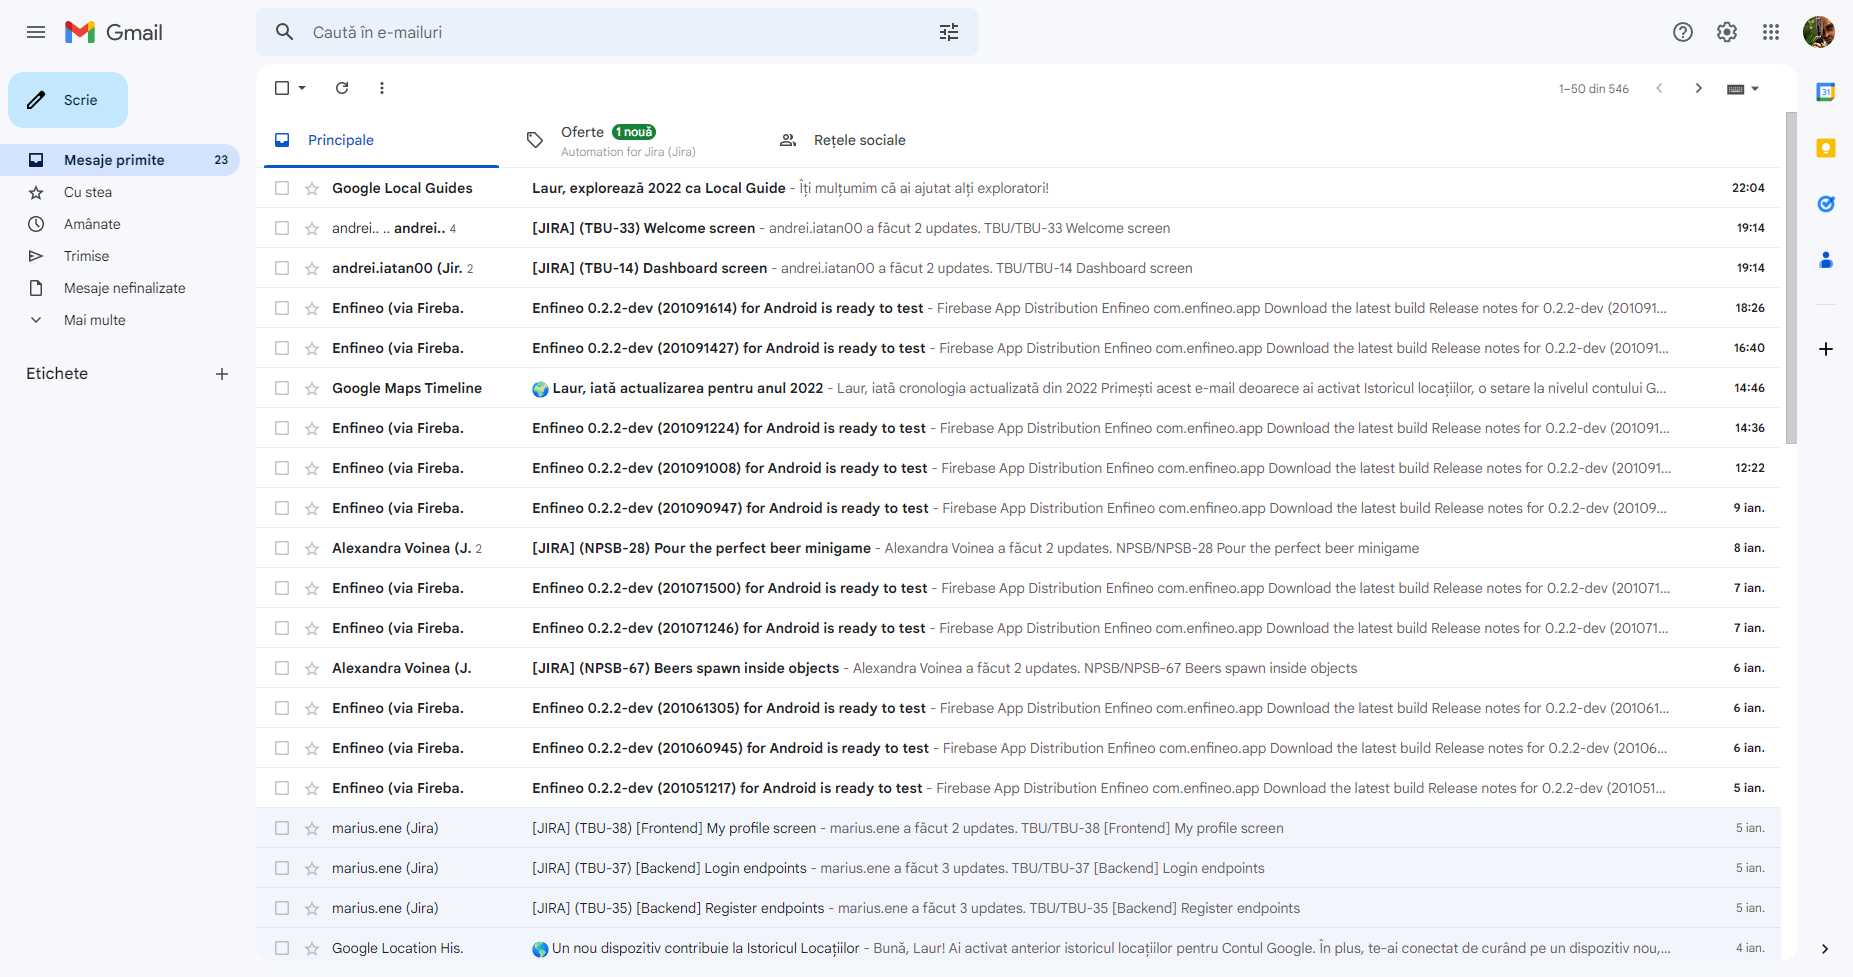 Gmail
Caută în e-mailuri
Scrie
1–50 din 546
31
Principale
Oferte 1 nouă
Automation for Jira (Jira)
Rețele sociale
Mesaje primite 23
Cu stea
Amânate
Trimise
Mesaje nefinalizate
Mai multe
Etichete
Google Local Guides Laur, explorează 2022 ca Local Guide - Îți mulțumim că ai ajutat alți exploratori! 22:04
andrei.. .. andrei.. 4 [JIRA] (TBU-33) Welcome screen - andrei.iatan00 a făcut 2 updates. TBU/TBU-33 Welcome screen 19:14
andrei.iatan00 (Jir. 2 [JIRA] (TBU-14) Dashboard screen - andrei.iatan00 a făcut 2 updates. TBU/TBU-14 Dashboard screen 19:14
Enfineo (via Fireba. Enfineo 0.2.2-dev (201091614) for Android is ready to test - Firebase App Distribution Enfineo com.enfineo.app Download the latest build Release notes for 0.2.2-dev (201091... 18:26
Enfineo (via Fireba. Enfineo 0.2.2-dev (201091427) for Android is ready to test - Firebase App Distribution Enfineo com.enfineo.app Download the latest build Release notes for 0.2.2-dev (201091... 16:40
Google Maps Timeline 🌍 Laur, iată actualizarea pentru anul 2022 - Laur, iată cronologia actualizată din 2022 Primești acest e-mail deoarece ai activat Istoricul locațiilor, o setare la nivelul contului G... 14:46
Enfineo (via Fireba. Enfineo 0.2.2-dev (201091224) for Android is ready to test - Firebase App Distribution Enfineo com.enfineo.app Download the latest build Release notes for 0.2.2-dev (201091... 14:36
Enfineo (via Fireba. Enfineo 0.2.2-dev (201091008) for Android is ready to test - Firebase App Distribution Enfineo com.enfineo.app Download the latest build Release notes for 0.2.2-dev (201091... 12:22
Enfineo (via Fireba. Enfineo 0.2.2-dev (201090947) for Android is ready to test - Firebase App Distribution Enfineo com.enfineo.app Download the latest build Release notes for 0.2.2-dev (20109... 9 ian.
Alexandra Voinea (J. 2 [JIRA] (NPSB-28) Pour the perfect beer minigame - Alexandra Voinea a făcut 2 updates. NPSB/NPSB-28 Pour the perfect beer minigame 8 ian.
Enfineo (via Fireba. Enfineo 0.2.2-dev (201071500) for Android is ready to test - Firebase App Distribution Enfineo com.enfineo.app Download the latest build Release notes for 0.2.2-dev (201071... 7 ian.
Enfineo (via Fireba. Enfineo 0.2.2-dev (201071246) for Android is ready to test - Firebase App Distribution Enfineo com.enfineo.app Download the latest build Release notes for 0.2.2-dev (201071... 7 ian.
Alexandra Voinea (J. [JIRA] (NPSB-67) Beers spawn inside objects - Alexandra Voinea a făcut 2 updates. NPSB/NPSB-67 Beers spawn inside objects 6 ian.
Enfineo (via Fireba. Enfineo 0.2.2-dev (201061305) for Android is ready to test - Firebase App Distribution Enfineo com.enfineo.app Download the latest build Release notes for 0.2.2-dev (201061... 6 ian.
Enfineo (via Fireba. Enfineo 0.2.2-dev (201060945) for Android is ready to test - Firebase App Distribution Enfineo com.enfineo.app Download the latest build Release notes for 0.2.2-dev (20106... 6 ian.
Enfineo (via Fireba. Enfineo 0.2.2-dev (201051217) for Android is ready to test - Firebase App Distribution Enfineo com.enfineo.app Download the latest build Release notes for 0.2.2-dev (201051... 5 ian.
marius.ene (Jira) [JIRA] (TBU-38) [Frontend] My profile screen - marius.ene a făcut 2 updates. TBU/TBU-38 [Frontend] My profile screen 5 ian.
marius.ene (Jira) [JIRA] (TBU-37) [Backend] Login endpoints - marius.ene a făcut 3 updates. TBU/TBU-37 [Backend] Login endpoints 5 ian.
marius.ene (Jira) [JIRA] (TBU-35) [Backend] Register endpoints - marius.ene a făcut 3 updates. TBU/TBU-35 [Backend] Register endpoints 5 ian.
Google Location His. 🌎 Un nou dispozitiv contribuie la Istoricul Locațiilor - Bună, Laur! Ai activat anterior istoricul locațiilor pentru Contul Google. În plus, te-ai conectat de curând pe un dispozitiv nou,... 4 ian.